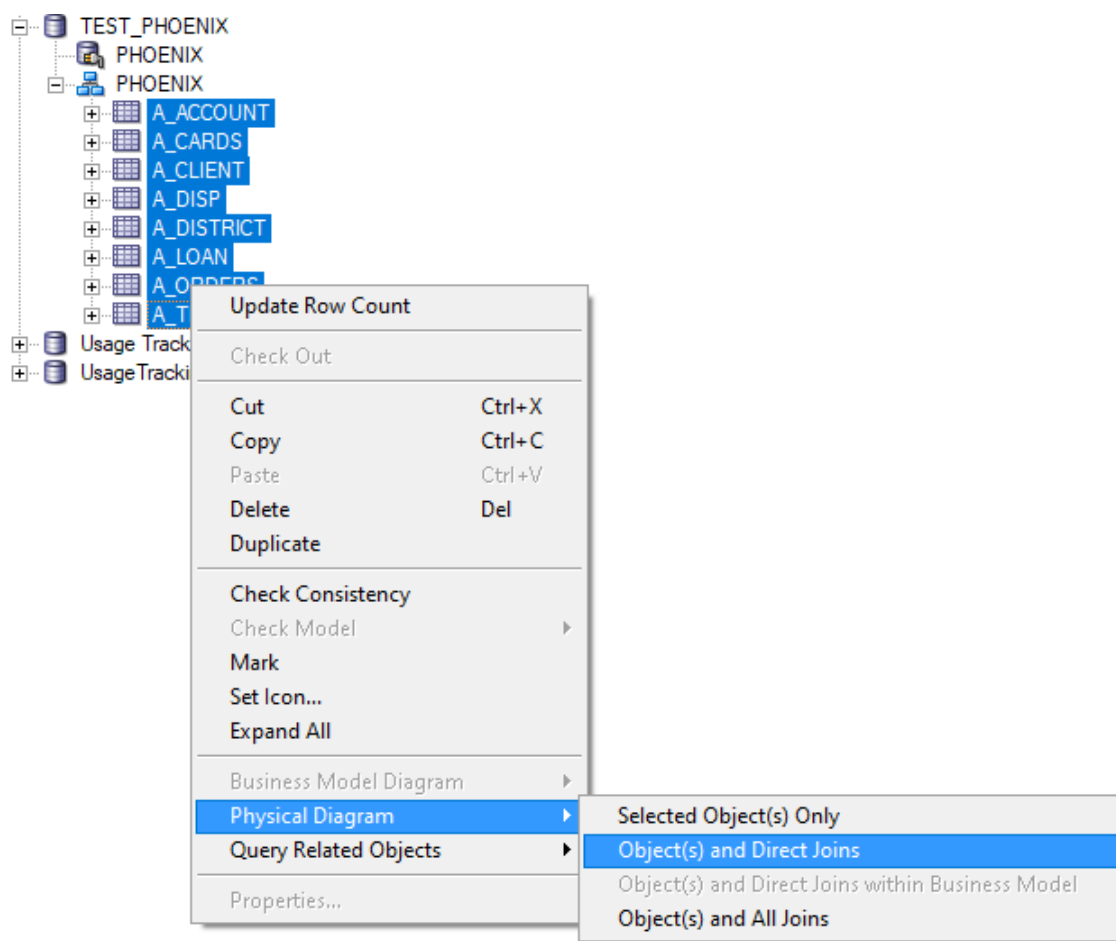 TEST_PHOENIX
PHOENIX
PHOENIX
A_ACCOUNT
A_CARDS
A_CLIENT
A_DISP
A_DISTRICT
A_LOAN
A_ORDERS
Usage
Update Row Count
Check Out
Cut Ctrl+X
Copy Ctrl+C
Paste Ctrl+V
Delete Del
Duplicate
Check Consistency
Check Model
Mark
Set Icon...
Expand All
Business Model Diagram
Physical Diagram
Query Related Objects
Properties...
Selected Object(s) Only
Object(s) and Direct Joins
Object(s) and Direct Joins within Business Model
Object(s) and All Joins